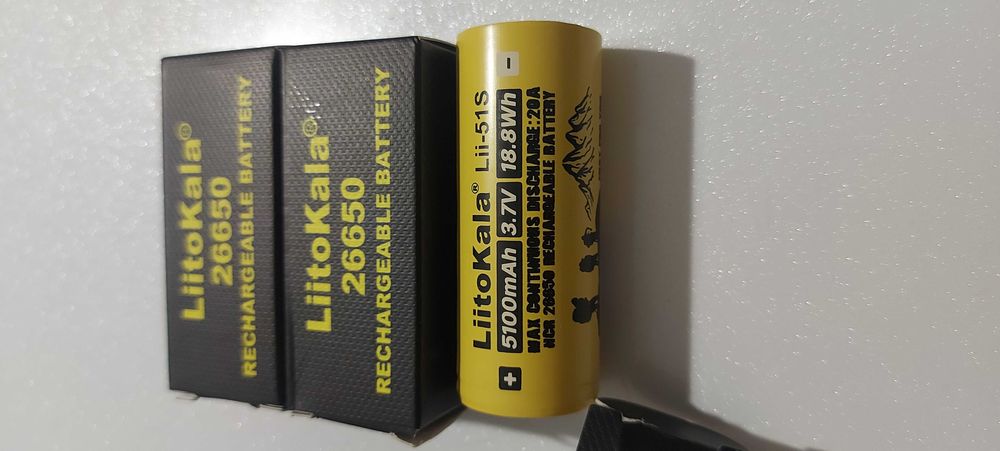 LiitoKala®
26650
RECHARGEABLE BATTERY
LiitoKala®
26650
RECHARGEABLE BATTERY
LiitoKala® Lii-51S
+ 5100mAh 3.7V 18.8Wh -
MAX CONTINUOUS DISCHARGE:20A
NCR 26650 RECHARGEABLE BATTERY